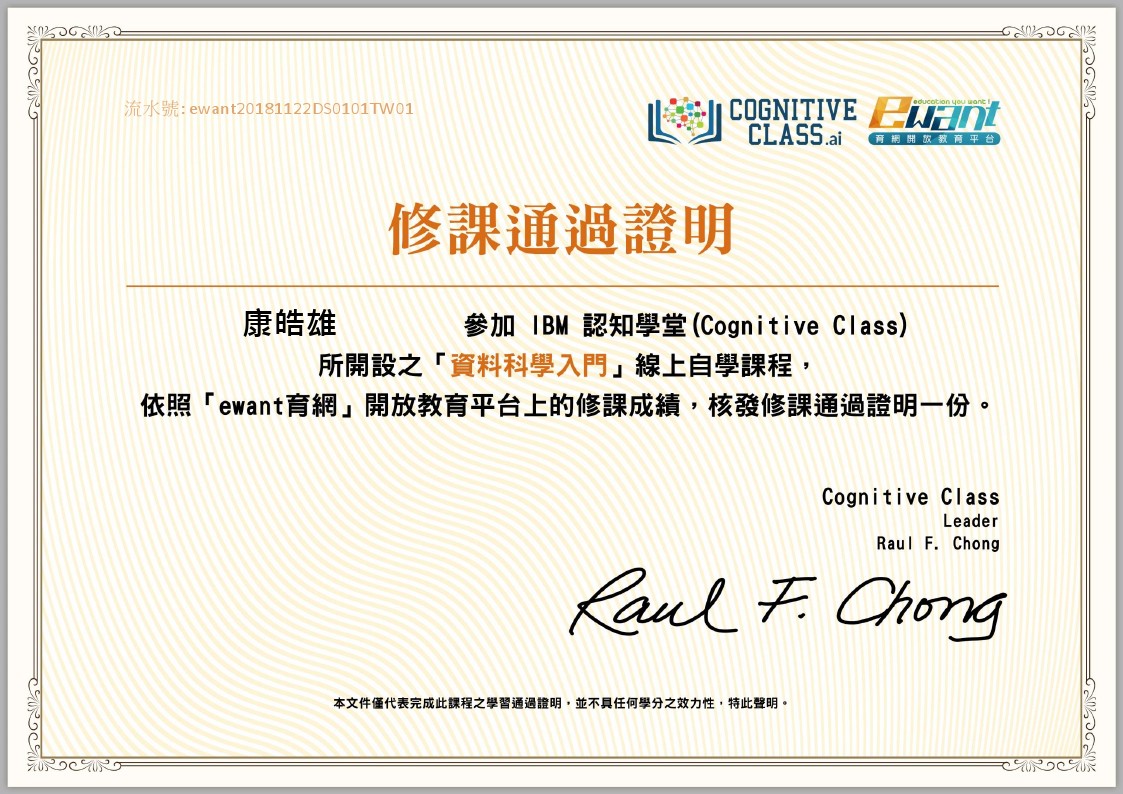 流水號: ewant20181122DS0101TW01
COGNITIVE
CLASS.ai
education you want !
ewant
育網開放教育平台
修課通過證明
康皓雄 參加 IBM 認知學堂(Cognitive Class)
所開設之「資料科學入門」線上自學課程，
依照「ewant育網」開放教育平台上的修課成績，核發修課通過證明一份。
Cognitive Class
Leader
Raul F. Chong
Raul F. Chong
本文件僅代表完成此課程之學習通過證明，並不具任何學分之效力性，特此聲明。